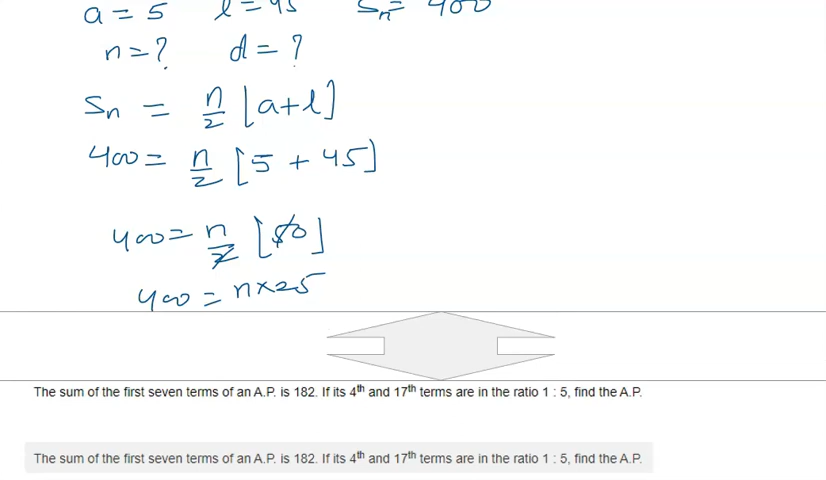 a = 5 l = 45 Sn = 400
n = ? d = ?
Sn = n/2 [a+l]
400 = n/2 [5 + 45]
400 = n/2 [50]
400 = n×25
The sum of the first seven terms of an A.P. is 182. If its 4th and 17th terms are in the ratio 1 : 5, find the A.P.
The sum of the first seven terms of an A.P. is 182. If its 4th and 17th terms are in the ratio 1 : 5, find the A.P.